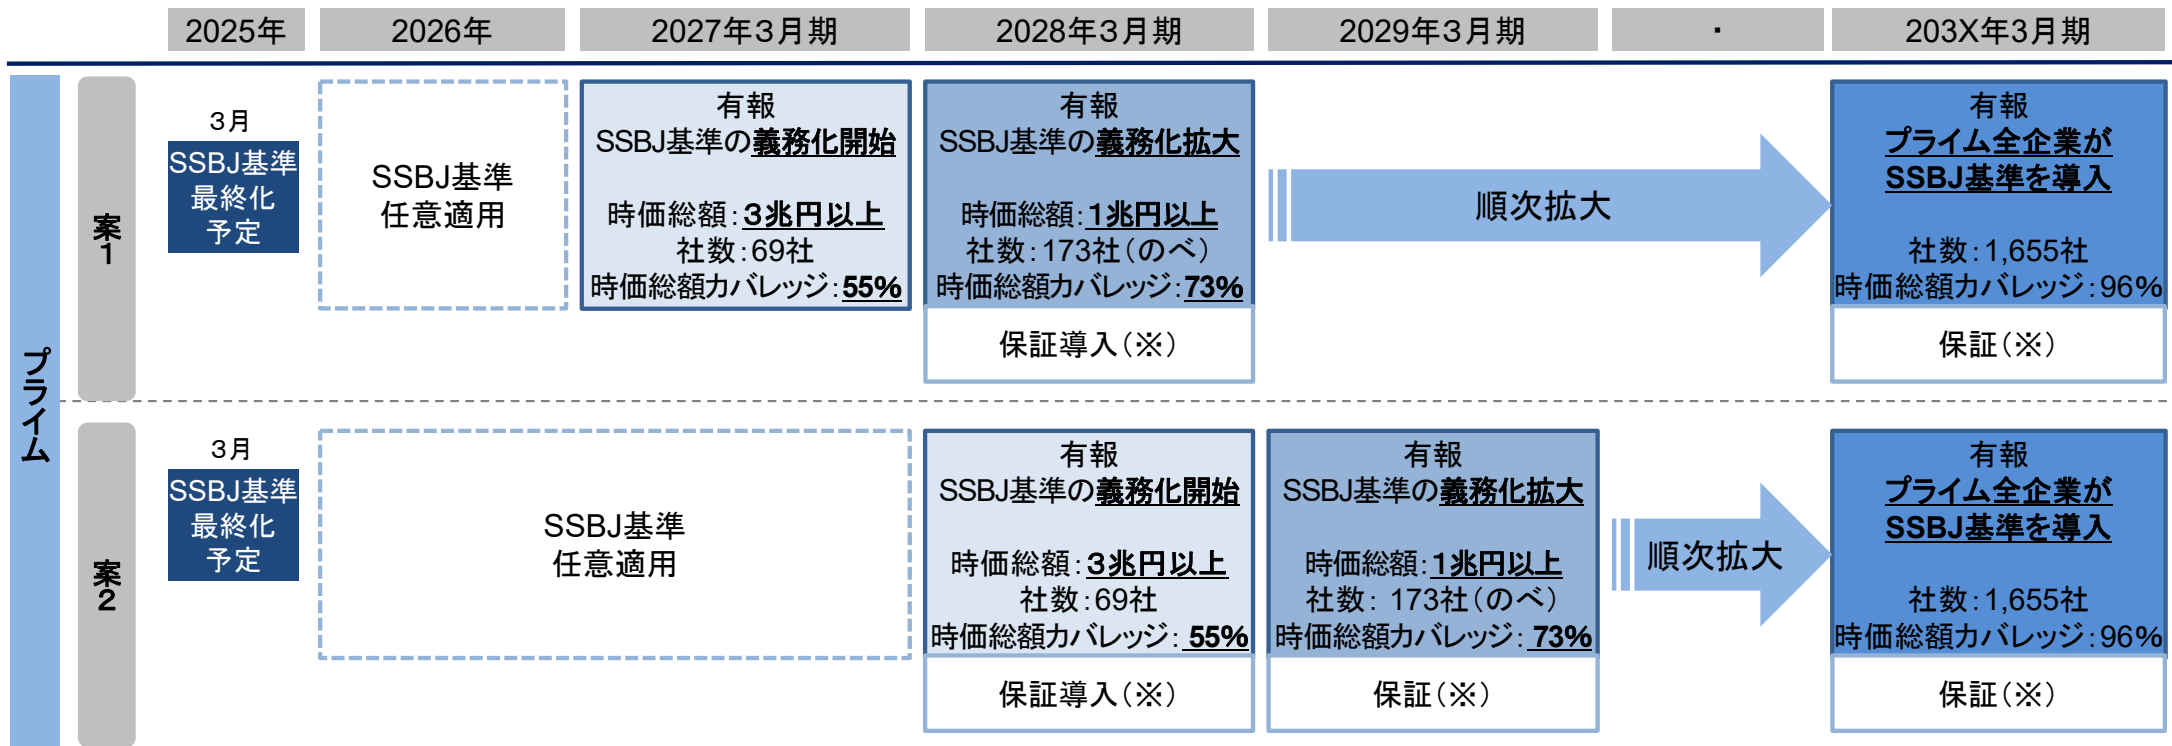 2025年
2026年
2027年3月期
2028年3月期
2029年3月期
・
203X年3月期
プライム
案1
3月
SSBJ基準
最終化
予定
SSBJ基準
任意適用
有報
SSBJ基準の義務化開始
時価総額：3兆円以上
社数：69社
時価総額カバレッジ：55%
有報
SSBJ基準の義務化拡大
時価総額：1兆円以上
社数：173社（のべ）
時価総額カバレッジ：73%
保証導入（※）
順次拡大
有報
プライム全企業が
SSBJ基準を導入
社数：1,655社
時価総額カバレッジ：96%
保証（※）
案2
3月
SSBJ基準
最終化
予定
SSBJ基準
任意適用
有報
SSBJ基準の義務化開始
時価総額：3兆円以上
社数：69社
時価総額カバレッジ： 55%
保証導入（※）
有報
SSBJ基準の義務化拡大
時価総額：1兆円以上
社数： 173社（のべ）
時価総額カバレッジ： 73%
保証（※）
順次拡大
有報
プライム全企業が
SSBJ基準を導入
社数：1,655社
時価総額カバレッジ：96%
保証（※）